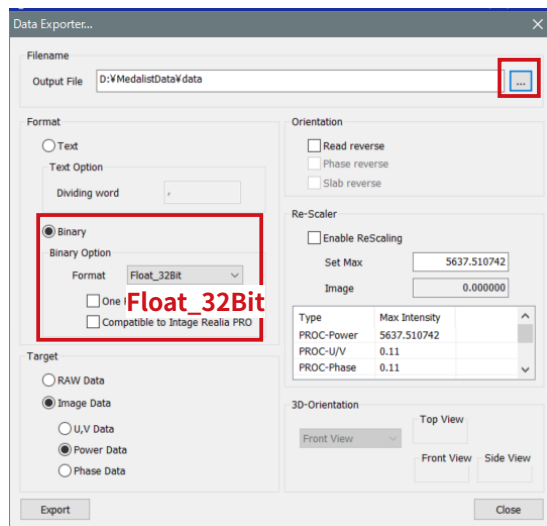 Data Exporter...
Filename
Output File D:¥MedalistData¥data ...
Format
Text
Text Option
Dividing word ,
Binary
Binary Option
Format Float_32Bit
One
Float_32Bit
Compatible to Intage Realia PRO
Target
RAW Data
Image Data
U,V Data
Power Data
Phase Data
Export
Orientation
Read reverse
Phase reverse
Slab reverse
Re-Scaler
Enable ReScaling
Set Max 5637.510742
Image 0.000000
Type Max Intensity
PROC-Power 5637.510742
PROC-U/V 0.11
PROC-Phase 0.11
3D-Orientation
Front View
Top View
Front View Side View
Close